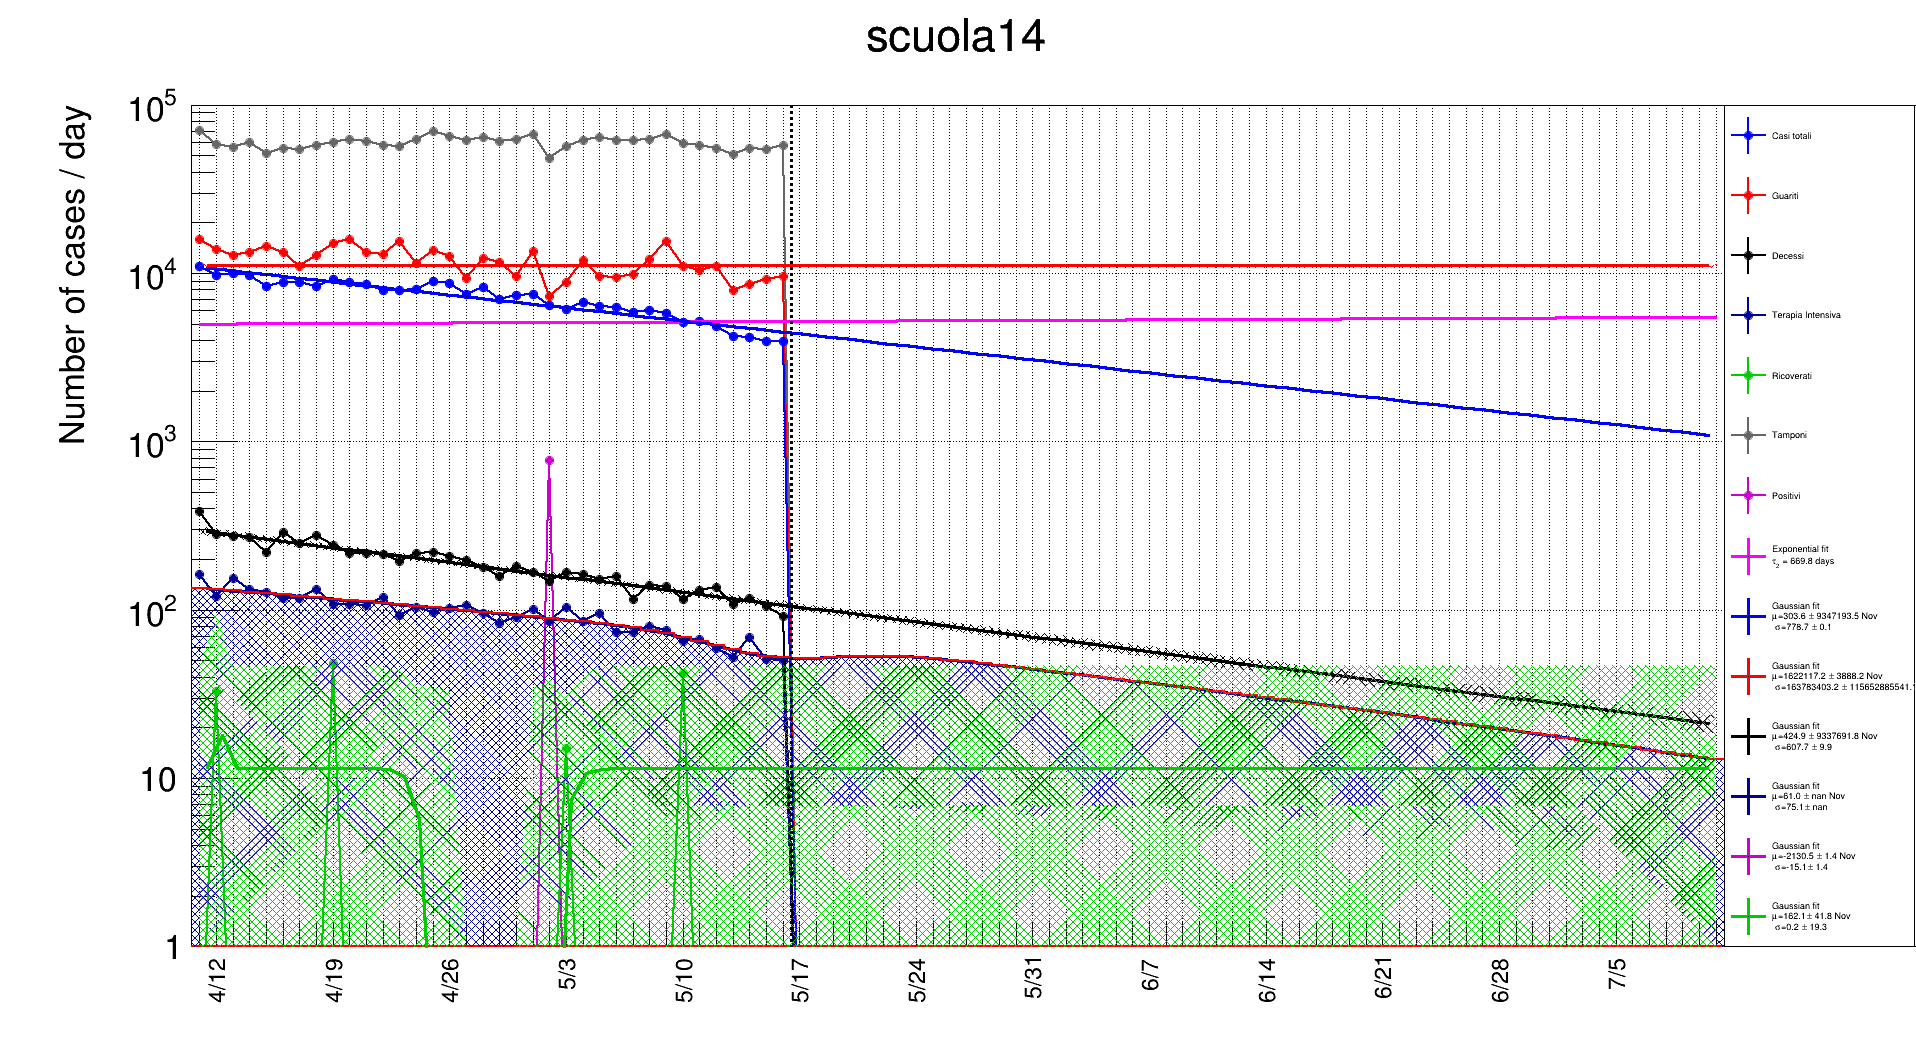 scuola14
Number of cases / day
10^5
10^4
10^3
10^2
10
1
4/12
4/19
4/26
5/3
5/10
5/17
5/24
5/31
6/7
6/14
6/21
6/28
7/5
Casi totali
Guariti
Decessi
Terapia Intensiva
Ricoverati
Tamponi
Positivi
Exponential fit
τ₂ = 669.8 days
Gaussian fit
μ=303.6 ± 9347193.5 Nov
σ=778.7 ± 0.1
Gaussian fit
μ=1622117.2 ± 3888.2 Nov
σ=163783403.2 ± 115652885541.
Gaussian fit
μ=424.9 ± 9337691.8 Nov
σ=607.7 ± 9.9
Gaussian fit
μ=61.0 ± nan Nov
σ=75.1 ± nan
Gaussian fit
μ=-2130.5 ± 1.4 Nov
σ=-15.1 ± 1.4
Gaussian fit
μ=162.1 ± 41.8 Nov
σ=0.2 ± 19.3